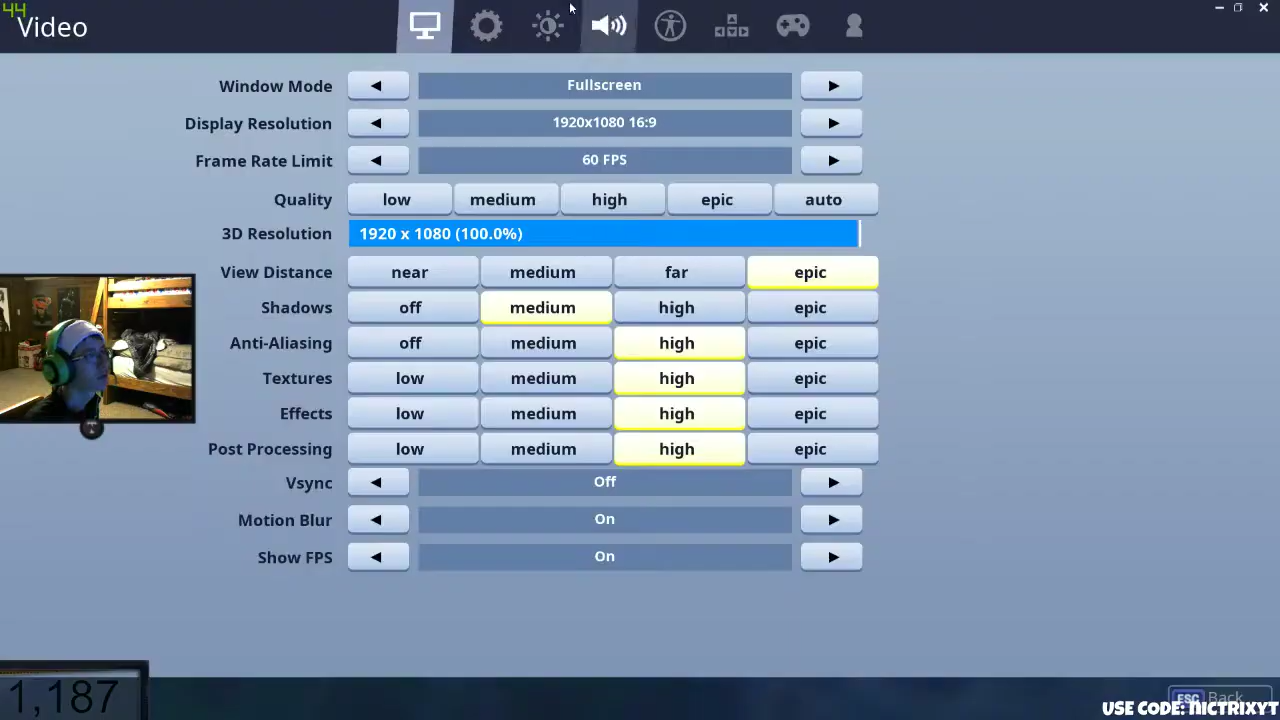 44
Video
Window Mode ◀ Fullscreen ▶
Display Resolution ◀ 1920x1080 16:9 ▶
Frame Rate Limit ◀ 60 FPS ▶
Quality low medium high epic auto
3D Resolution 1920 x 1080 (100.0%)
View Distance near medium far epic
Shadows off medium high epic
Anti-Aliasing off medium high epic
Textures low medium high epic
Effects low medium high epic
Post Processing low medium high epic
Vsync ◀ Off ▶
Motion Blur ◀ On ▶
Show FPS ◀ On ▶
1,187
ESC Back
USE CODE: NICTRIXYT